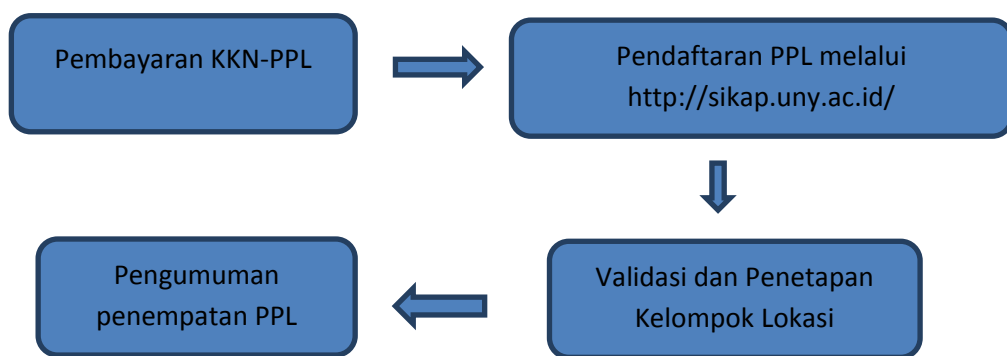 Pembayaran KKN-PPL
Pendaftaran PPL melalui
http://sikap.uny.ac.id/
Validasi dan Penetapan
Kelompok Lokasi
Pengumuman
penempatan PPL